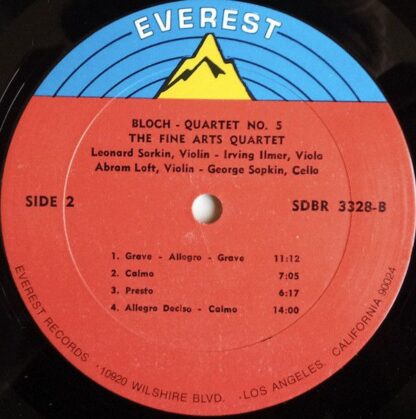 EVEREST
BLOCH - QUARTET NO. 5
THE FINE ARTS QUARTET
Leonard Sorkin, Violin - Irving Ilmer, Viola
Abram Loft, Violin - George Sopkin, Cello
SIDE 2
SDBR 3328-B
1. Grave - Allegro - Grave 11:12
2. Calmo 7:05
3. Presto 6:17
4. Allegro Deciso - Calmo 14:00
EVEREST RECORDS · 10920 WILSHIRE BLVD. · LOS ANGELES, CALIFORNIA 90024